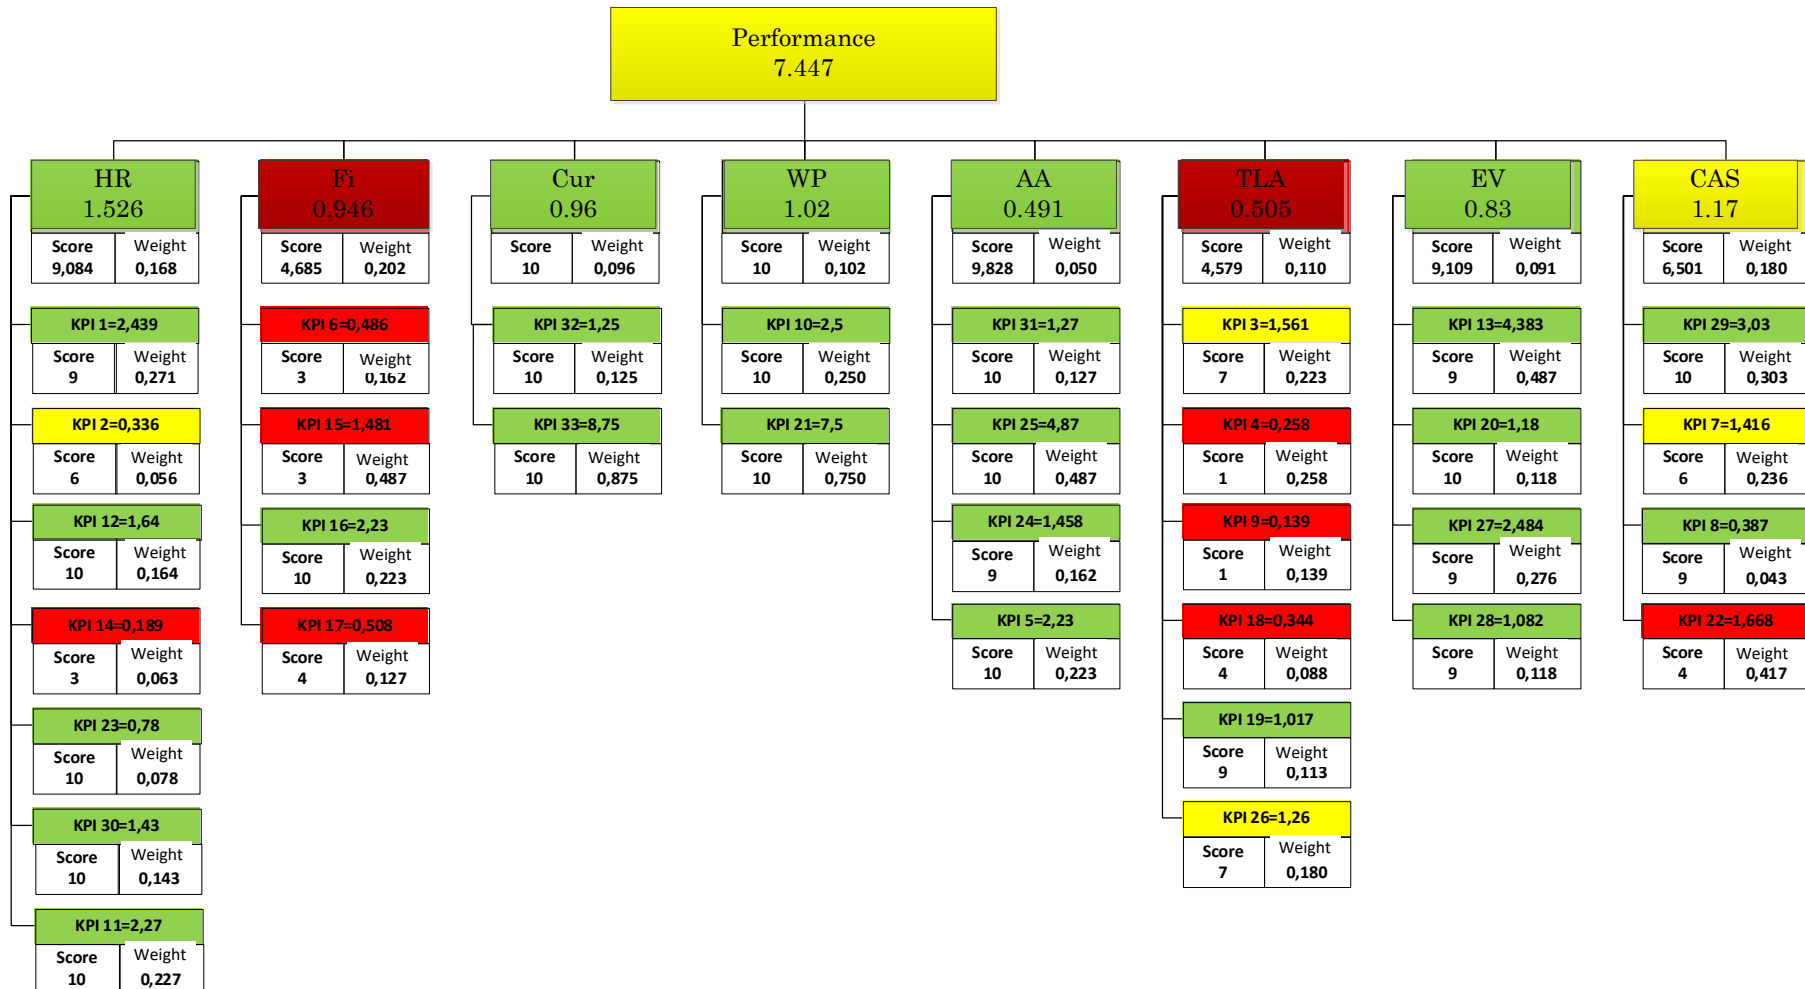 Performance
7.447
HR
1.526
Score Weight
9,084 0,168
KPI 1=2,439
Score Weight
9 0,271
KPI 2=0,336
Score Weight
6 0,056
KPI 12=1,64
Score Weight
10 0,164
KPI 14=0,189
Score Weight
3 0,063
KPI 23=0,78
Score Weight
10 0,078
KPI 30=1,43
Score Weight
10 0,143
KPI 11=2,27
Score Weight
10 0,227
Fi
0.946
Score Weight
4,685 0,202
KPI 6=0,486
Score Weight
3 0,162
KPI 15=1,481
Score Weight
3 0,487
KPI 16=2,23
Score Weight
10 0,223
KPI 17=0,508
Score Weight
4 0,127
Cur
0.96
Score Weight
10 0,096
KPI 32=1,25
Score Weight
10 0,125
KPI 33=8,75
Score Weight
10 0,875
WP
1.02
Score Weight
10 0,102
KPI 10=2,5
Score Weight
10 0,250
KPI 21=7,5
Score Weight
10 0,750
AA
0.491
Score Weight
9,828 0,050
KPI 31=1,27
Score Weight
10 0,127
KPI 25=4,87
Score Weight
10 0,487
KPI 24=1,458
Score Weight
9 0,162
KPI 5=2,23
Score Weight
10 0,223
TLA
0.505
Score Weight
4,579 0,110
KPI 3=1,561
Score Weight
7 0,223
KPI 4=0,258
Score Weight
1 0,258
KPI 9=0,139
Score Weight
1 0,139
KPI 18=0,344
Score Weight
4 0,088
KPI 19=1,017
Score Weight
9 0,113
KPI 26=1,26
Score Weight
7 0,180
EV
0.83
Score Weight
9,109 0,091
KPI 13=4,383
Score Weight
9 0,487
KPI 20=1,18
Score Weight
10 0,118
KPI 27=2,484
Score Weight
9 0,276
KPI 28=1,082
Score Weight
9 0,118
CAS
1.17
Score Weight
6,501 0,180
KPI 29=3,03
Score Weight
10 0,303
KPI 7=1,416
Score Weight
6 0,236
KPI 8=0,387
Score Weight
9 0,043
KPI 22=1,668
Score Weight
4 0,417